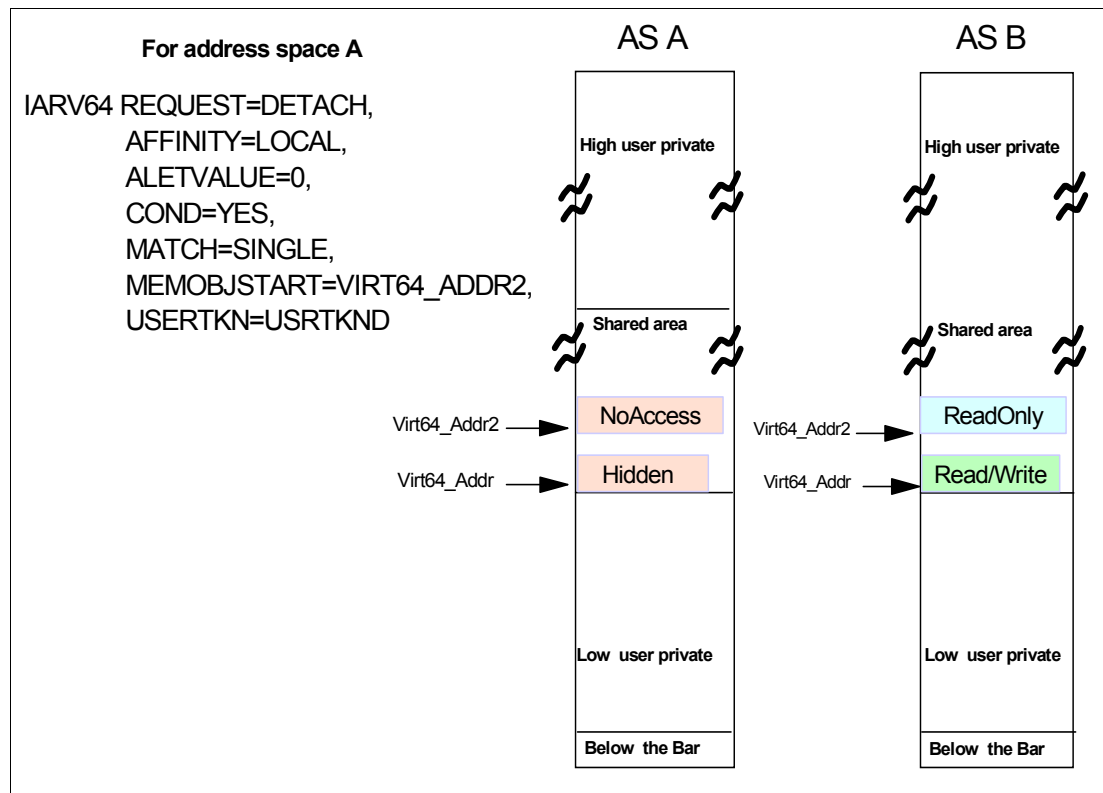 For address space A
IARV64 REQUEST=DETACH,
AFFINITY=LOCAL,
ALETVALUE=0,
COND=YES,
MATCH=SINGLE,
MEMOBJSTART=VIRT64_ADDR2,
USERTKN=USRTKND
AS A
High user private
Shared area
Virt64_Addr2
NoAccess
Virt64_Addr
Hidden
Low user private
Below the Bar
AS B
High user private
Shared area
Virt64_Addr2
ReadOnly
Virt64_Addr
Read/Write
Low user private
Below the Bar